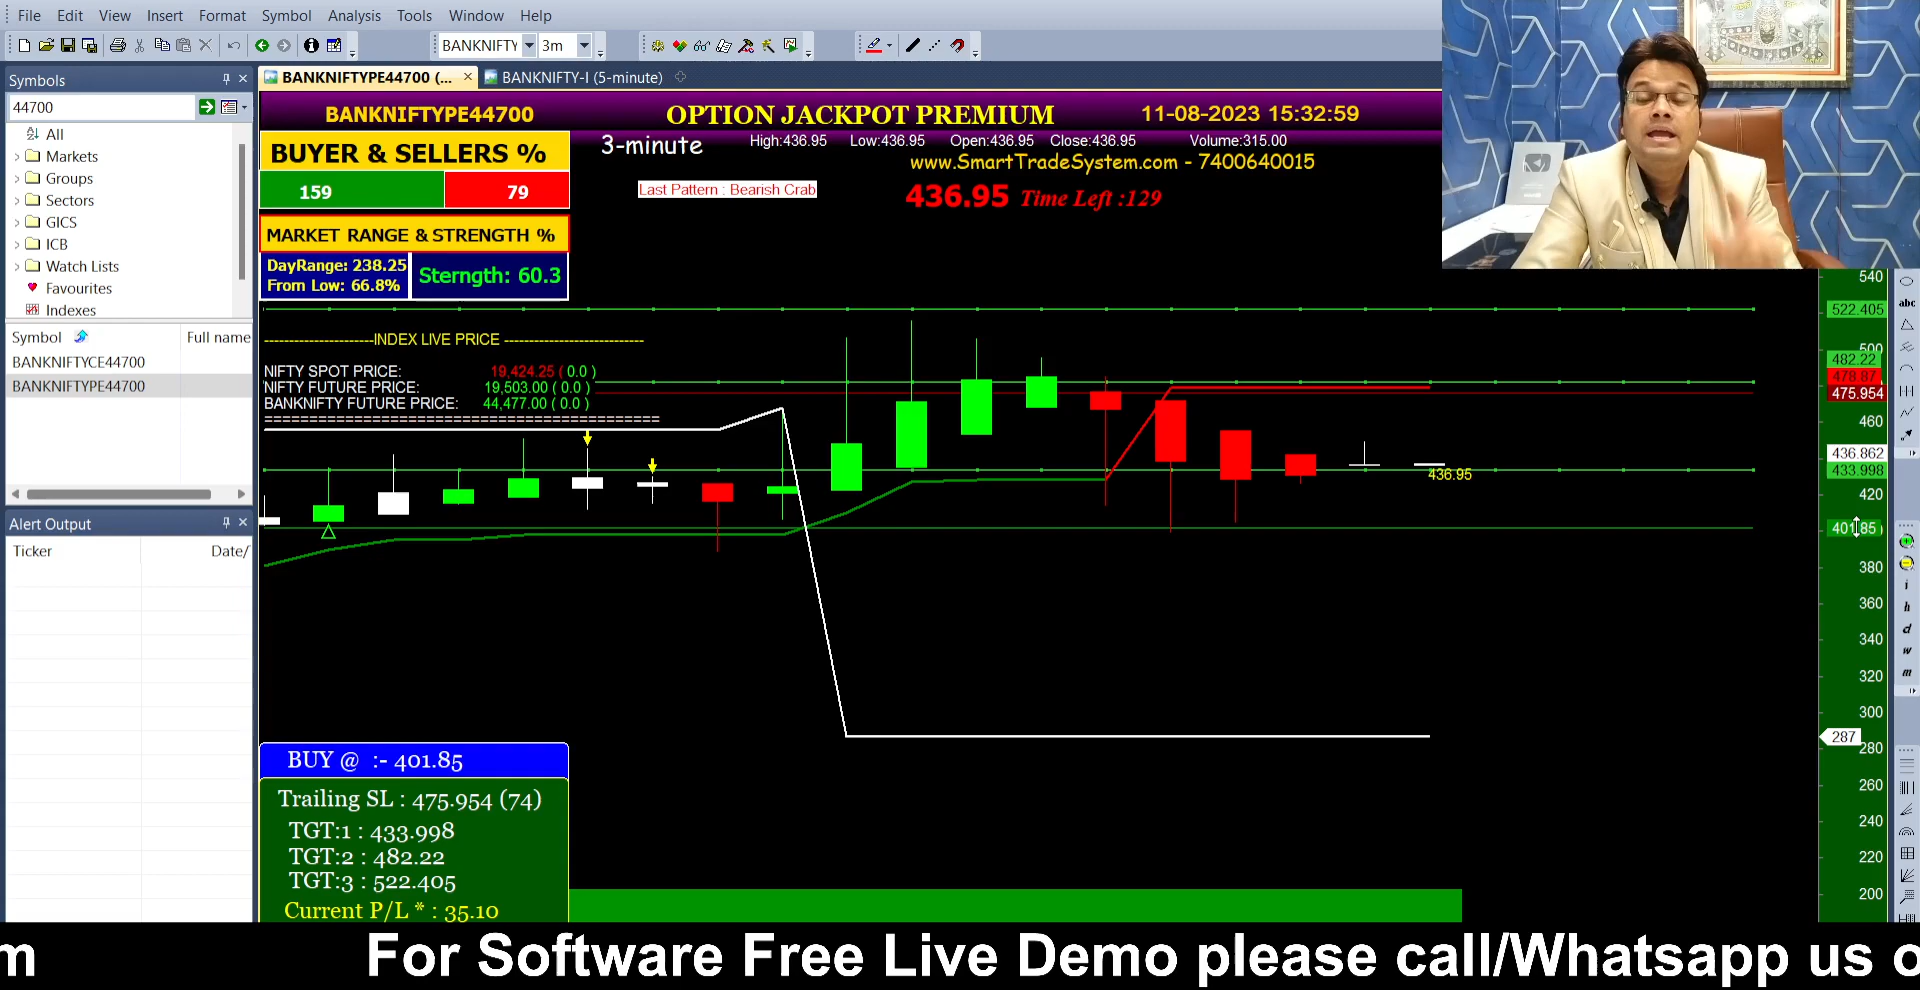 File Edit View Insert Format Symbol Analysis Tools Window Help
BANKNIFTY 3m
Symbols
BANKNIFTYPE44700 (... BANKNIFTY-I (5-minute)
44700
All
Markets
Groups
Sectors
GICS
ICB
Watch Lists
Favourites
Indexes
Symbol Full name
BANKNIFTYCE44700
BANKNIFTYPE44700
Alert Output
Ticker Date/
BANKNIFTYPE44700 OPTION JACKPOT PREMIUM 11-08-2023 15:32:59
3-minute High:436.95 Low:436.95 Open:436.95 Close:436.95 Volume:315.00
www.SmartTradeSystem.com - 7400640015
Last Pattern : Bearish Crab 436.95 Time Left :129
BUYER & SELLERS %
159 79
MARKET RANGE & STRENGTH %
DayRange: 238.25
From Low: 66.8%
Sterngth: 60.3
----------------------INDEX LIVE PRICE ----------------------------
NIFTY SPOT PRICE: 19,424.25 ( 0.0 )
NIFTY FUTURE PRICE: 19,503.00 ( 0.0 )
BANKNIFTY FUTURE PRICE: 44,477.00 ( 0.0 )
436.95
BUY @ :- 401.85
Trailing SL : 475.954 (74)
TGT:1 : 433.998
TGT:2 : 482.22
TGT:3 : 522.405
Current P/L * : 35.10
540
522.405
500
482.22
478.87
475.954
460
436.862
433.998
420
401.85
380
360
340
320
300
287
280
260
240
220
200
abc
i
h
d
w
m
m For Software Free Live Demo please call/Whatsapp us o